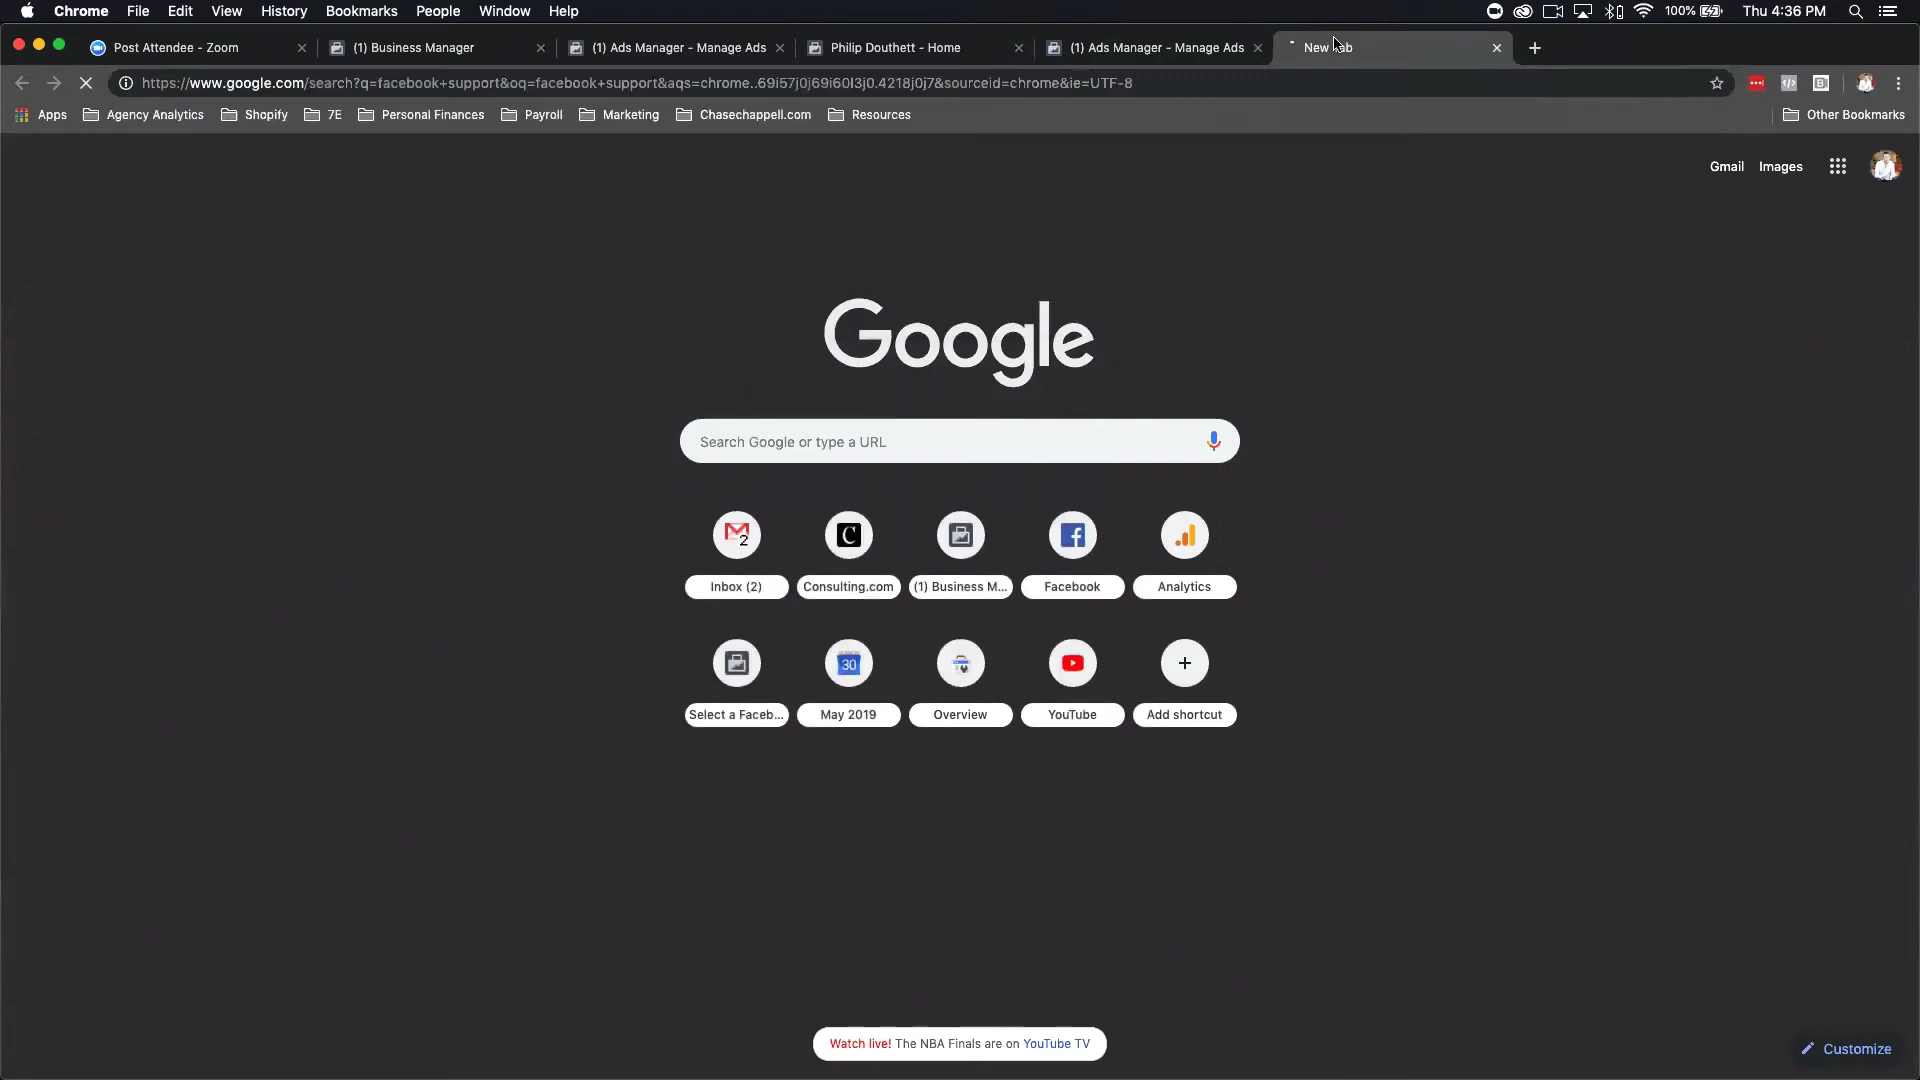 Chrome File Edit View History Bookmarks People Window Help 100% Thu 4:36 PM
Post Attendee - Zoom (1) Business Manager (1) Ads Manager - Manage Ads Philip Douthett - Home (1) Ads Manager - Manage Ads New Tab
https://www.google.com/search?q=facebook+support&oq=facebook+support&aqs=chrome..69i57j0j69i60l3j0.4218j0j7&sourceid=chrome&ie=UTF-8
Apps Agency Analytics Shopify 7E Personal Finances Payroll Marketing Chasechappell.com Resources Other Bookmarks
Gmail Images
Google
Search Google or type a URL
2 C
Inbox (2) Consulting.com (1) Business M... Facebook Analytics
30
Select a Faceb... May 2019 Overview YouTube Add shortcut
Watch live! The NBA Finals are on YouTube TV
Customize